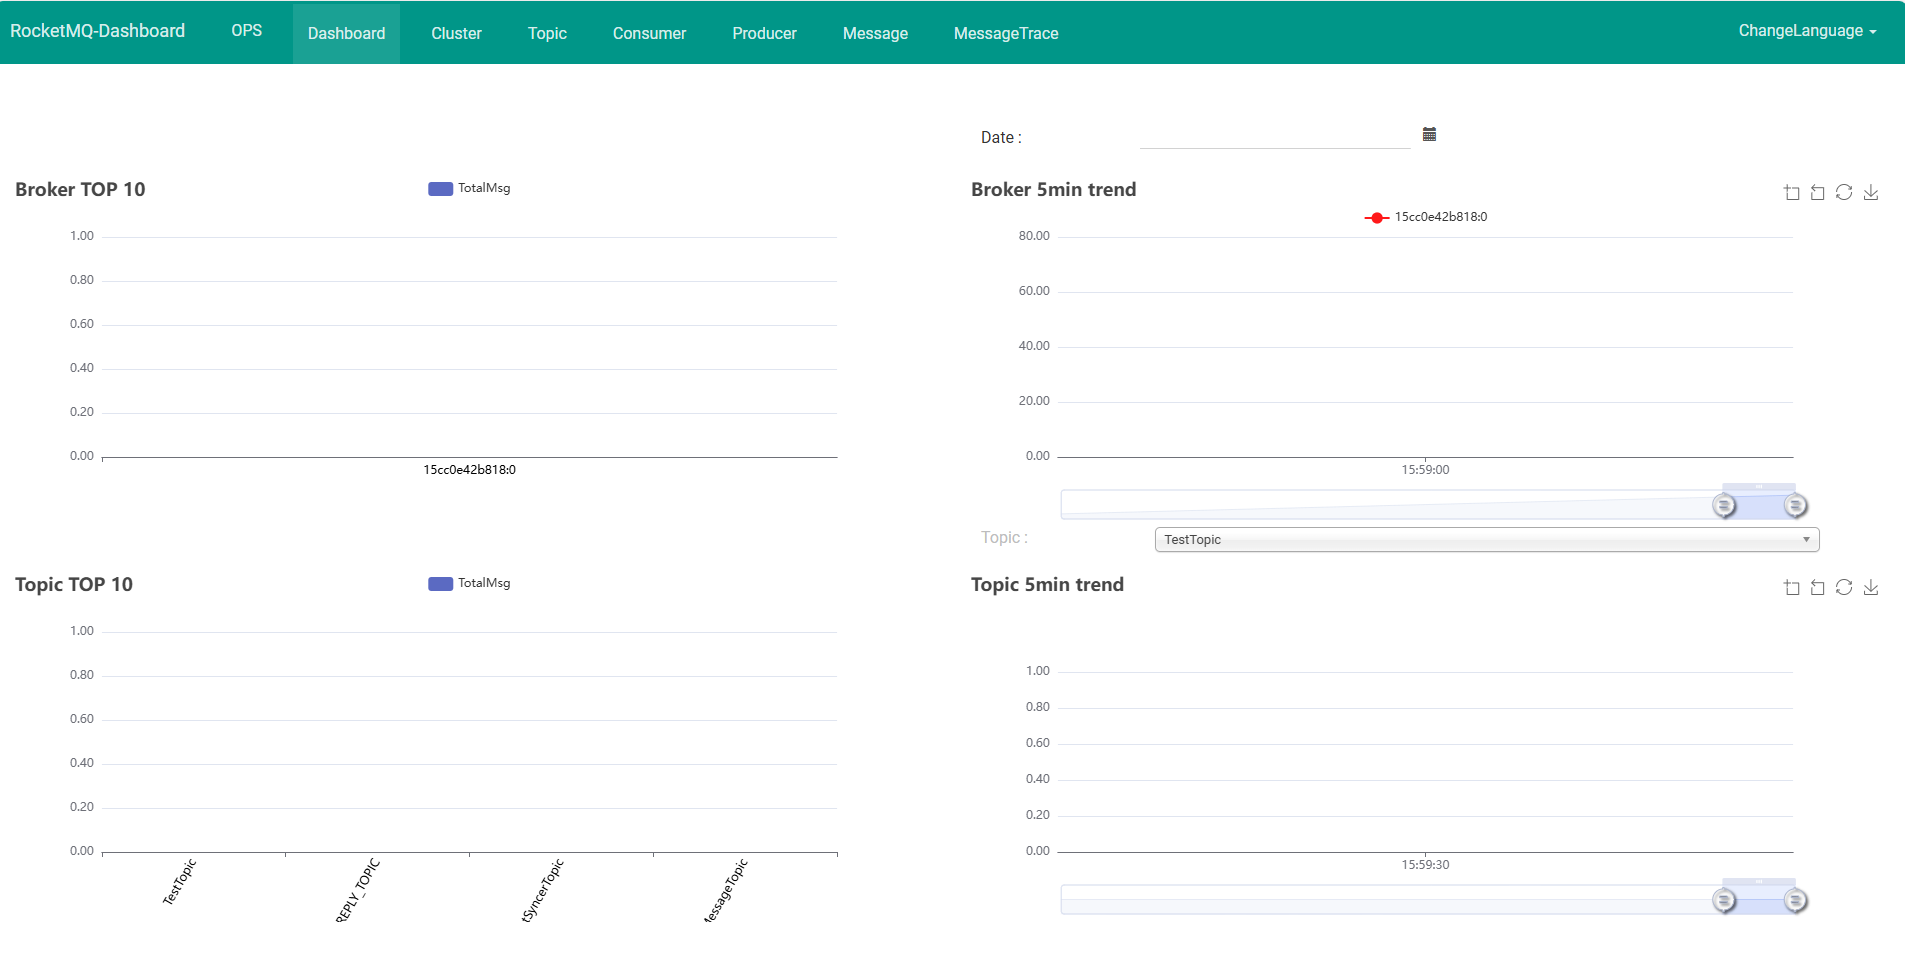 RocketMQ-Dashboard OPS Dashboard Cluster Topic Consumer Producer Message MessageTrace ChangeLanguage
Date :
Broker TOP 10
TotalMsg
1.00
0.80
0.60
0.40
0.20
0.00
15cc0e42b818:0
Broker 5min trend
15cc0e42b818:0
80.00
60.00
40.00
20.00
0.00
15:59:00
Topic :
TestTopic
Topic TOP 10
TotalMsg
1.00
0.80
0.60
0.40
0.20
0.00
TestTopic
REPLY_TOPIC
tSyncerTopic
MessageTopic
Topic 5min trend
1.00
0.80
0.60
0.40
0.20
0.00
15:59:30